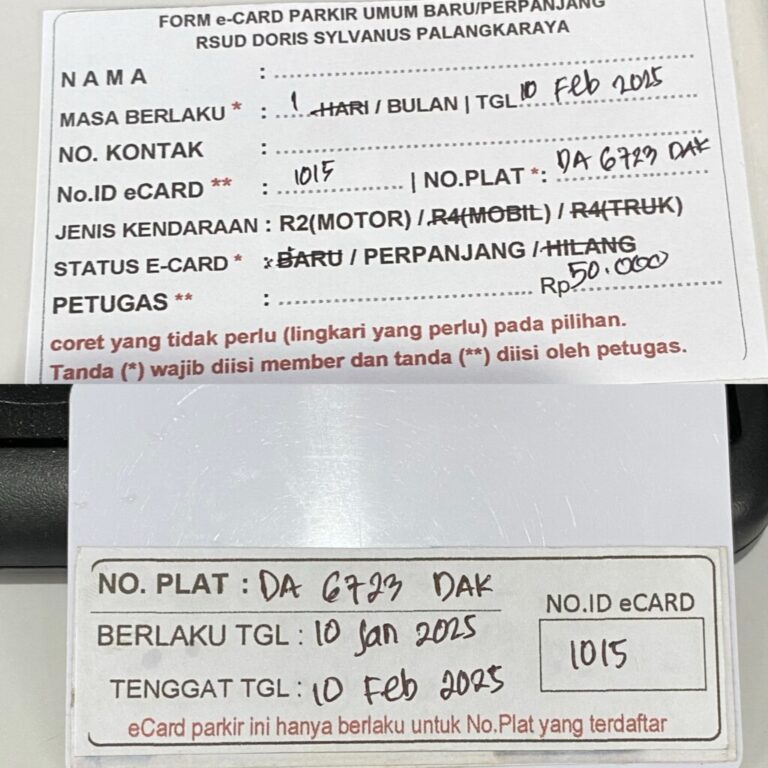 FORM e-CARD PARKIR UMUM BARU/PERPANJANG
RSUD DORIS SYLVANUS PALANGKARAYA
NAMA :
MASA BERLAKU * : 1 HARI / BULAN | TGL 10 Feb 2025
NO. KONTAK :
No.ID eCARD ** : 1015 | NO.PLAT *: DA 6723 DAK
JENIS KENDARAAN : R2(MOTOR) / R4(MOBIL) / R4(TRUK)
STATUS E-CARD * : BARU / PERPANJANG / HILANG
PETUGAS ** : Rp 50.000
coret yang tidak perlu (lingkari yang perlu) pada pilihan.
Tanda (*) wajib diisi member dan tanda (**) diisi oleh petugas.
NO. PLAT : DA 6723 DAK
NO.ID eCARD
BERLAKU TGL : 10 Jan 2025
1015
TENGGAT TGL : 10 Feb 2025
eCard parkir ini hanya berlaku untuk No.Plat yang terdaftar